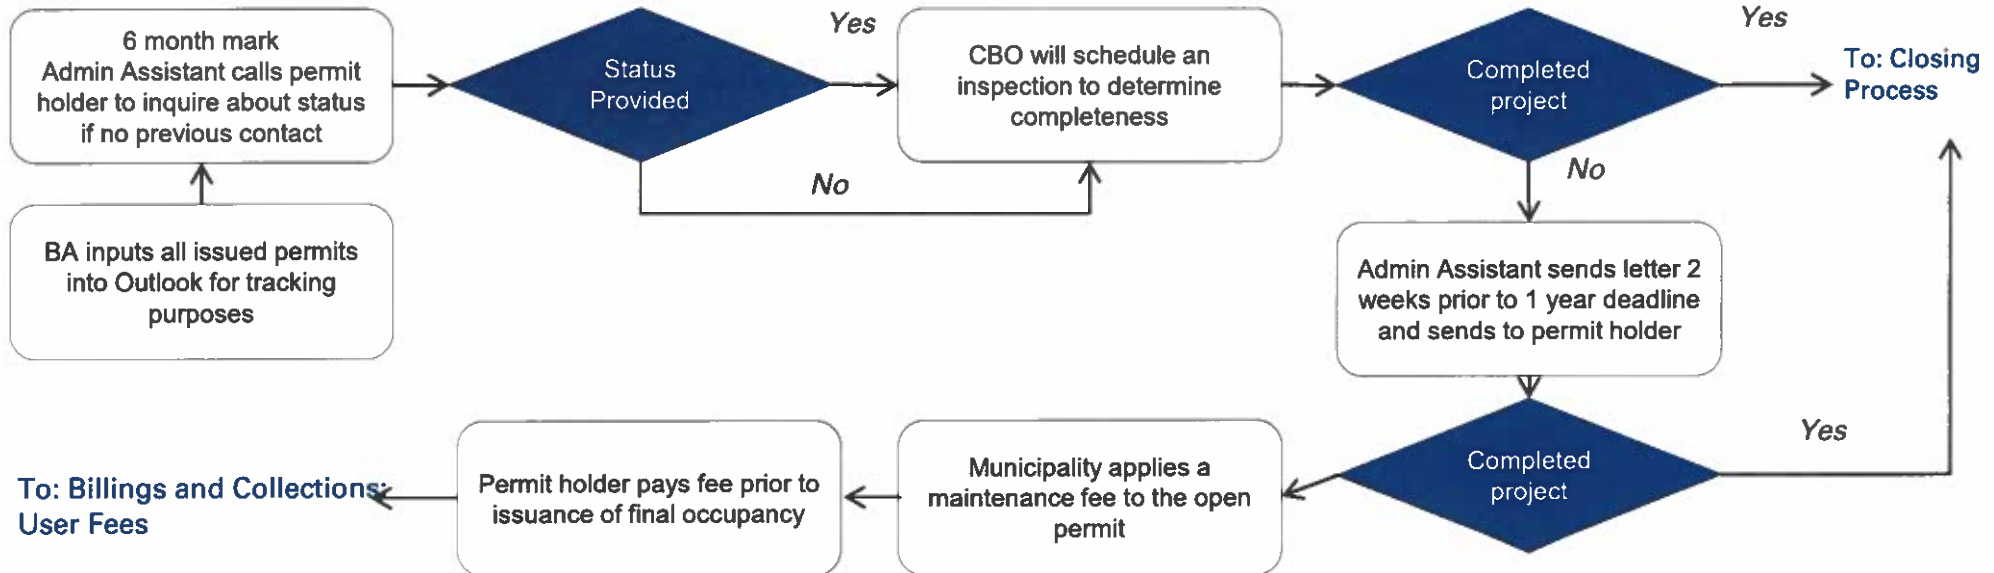 6 month mark
Admin Assistant calls permit
holder to inquire about status
if no previous contact
Status
Provided
Yes
No
CBO will schedule an
inspection to determine
completeness
Completed
project
Yes
To: Closing
Process
No
BA inputs all issued permits
into Outlook for tracking
purposes
Admin Assistant sends letter 2
weeks prior to 1 year deadline
and sends to permit holder
Completed
project
Yes
Municipality applies a
maintenance fee to the open
permit
Permit holder pays fee prior to
issuance of final occupancy
To: Billings and Collections:
User Fees